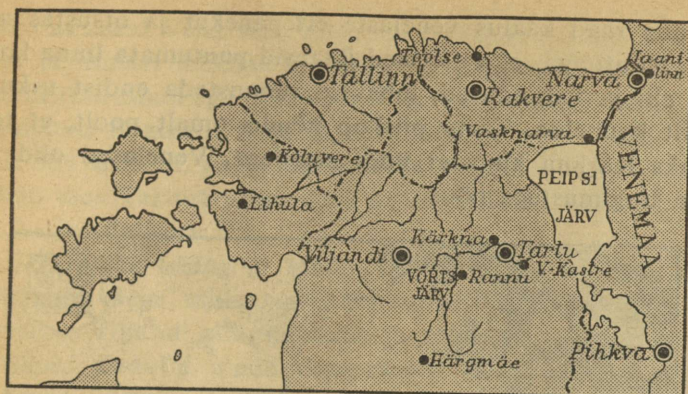 Toolse
Jaani-
linn
Tallinn
Narva
Rakvere
Vasknarva
Koluvere
PEIPSI
JÄRV
VENEMAA
Lihula
Kärkna
Tartu
Viljandi
VÕRTS
JÄRV
Rannu
V-Kastre
Härgmäe
Pihkva